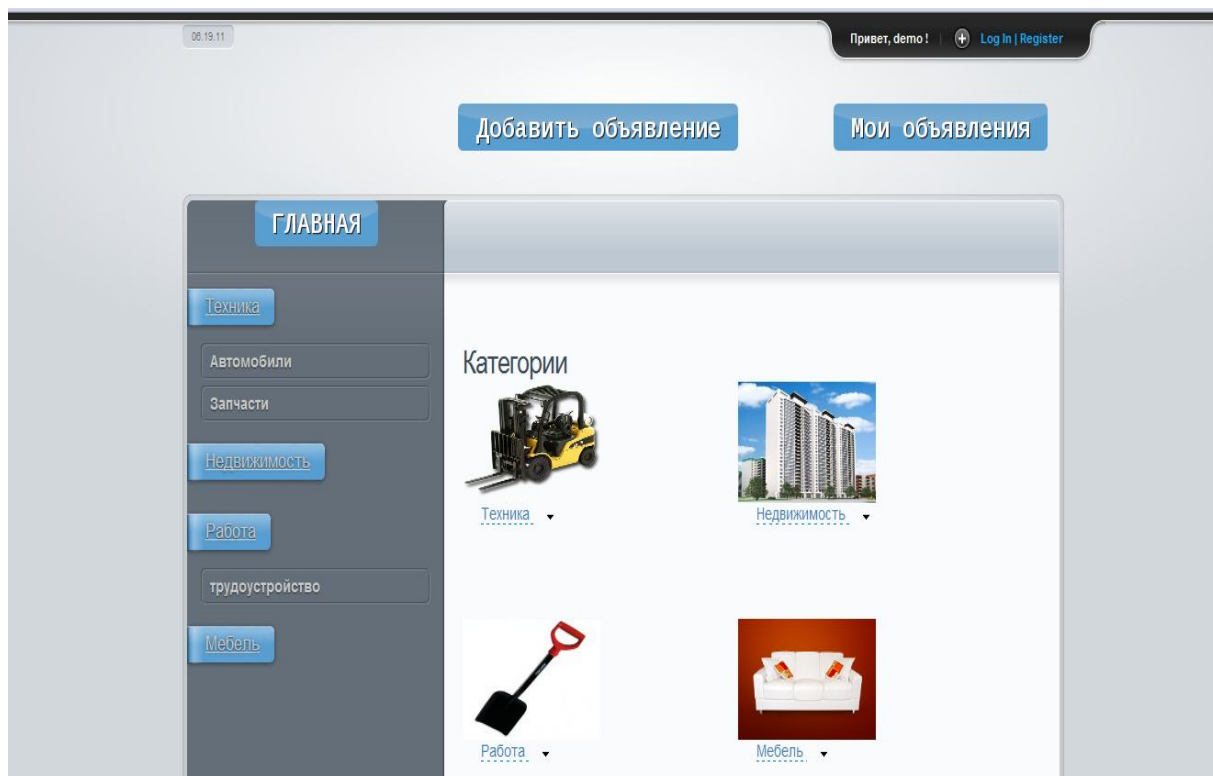 06.19.11
Привет, demo ! | Log In | Register
Добавить объявление
Мои объявления
ГЛАВНАЯ
Техника
Автомобили
Запчасти
Недвижимость
Работа
трудоустройство
Мебель
Категории
Техника
Недвижимость
Работа
Мебель